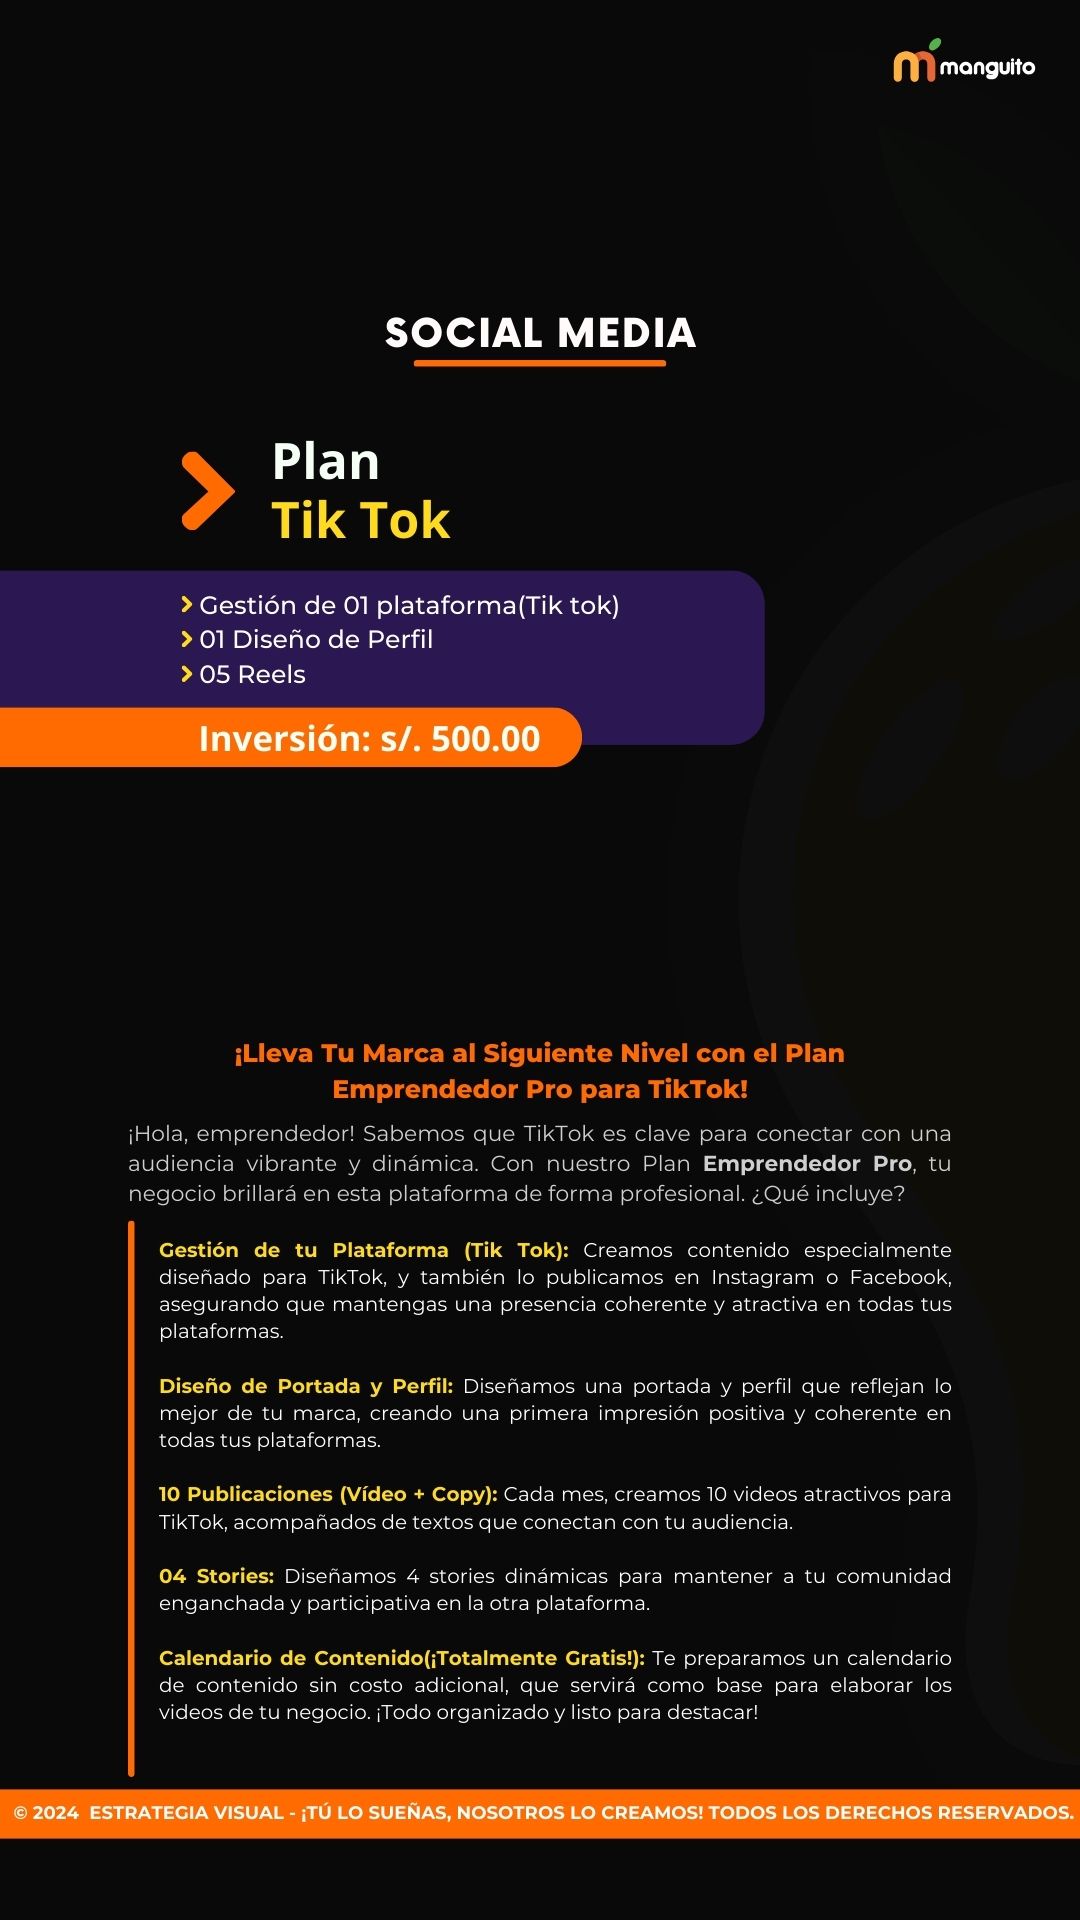 manguito
SOCIAL MEDIA
Plan
Tik Tok
Gestión de 01 plataforma(Tik tok)
01 Diseño de Perfil
05 Reels
Inversión: s/. 500.00
¡Lleva Tu Marca al Siguiente Nivel con el Plan
Emprendedor Pro para TikTok!
¡Hola, emprendedor! Sabemos que TikTok es clave para conectar con una
audiencia vibrante y dinámica. Con nuestro Plan Emprendedor Pro, tu
negocio brillará en esta plataforma de forma profesional. ¿Qué incluye?
Gestión de tu Plataforma (Tik Tok): Creamos contenido especialmente
diseñado para TikTok, y también lo publicamos en Instagram o Facebook,
asegurando que mantengas una presencia coherente y atractiva en todas tus
plataformas.
Diseño de Portada y Perfil: Diseñamos una portada y perfil que reflejan lo
mejor de tu marca, creando una primera impresión positiva y coherente en
todas tus plataformas.
10 Publicaciones (Vídeo + Copy): Cada mes, creamos 10 videos atractivos para
TikTok, acompañados de textos que conectan con tu audiencia.
04 Stories: Diseñamos 4 stories dinámicas para mantener a tu comunidad
enganchada y participativa en la otra plataforma.
Calendario de Contenido(¡Totalmente Gratis!): Te preparamos un calendario
de contenido sin costo adicional, que servirá como base para elaborar los
videos de tu negocio. ¡Todo organizado y listo para destacar!
© 2024 ESTRATEGIA VISUAL - ¡TÚ LO SUEÑAS, NOSOTROS LO CREAMOS! TODOS LOS DERECHOS RESERVADOS.